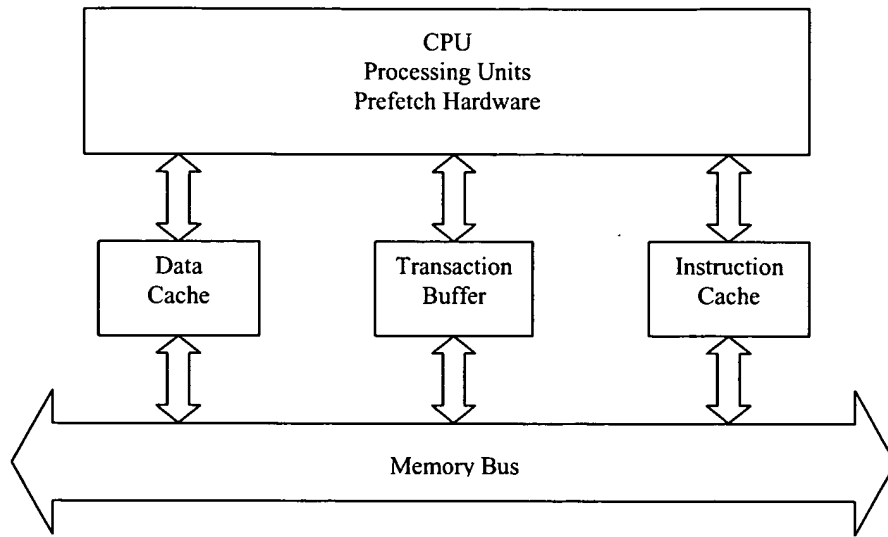 CPU
Processing Units
Prefetch Hardware
Data
Cache
Transaction
Buffer
Instruction
Cache
Memory Bus